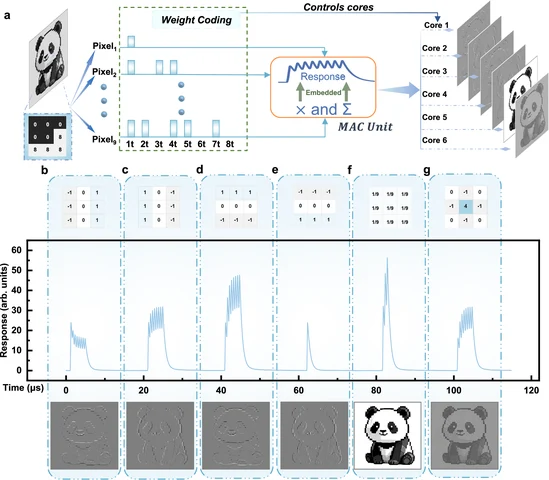 a
Weight Coding
Controls cores
Pixel1
Pixel2
Pixel9
1t 2t 3t 4t 5t 6t 7t 8t
Response
Embedded
× and Σ
MAC Unit
Core 1
Core 2
Core 3
Core 4
Core 5
Core 6
0 0 0
0 0 0
b c d e f g
-1 0 1
-1 0 1
-1 0 1
1 0 -1
1 0 -1
1 0 -1
1 1 1
0 0 0
-1 -1 -1
-1 -1 -1
0 0 0
1 1 1
1/9 1/9 1/9
1/9 1/9 1/9
1/9 1/9 1/9
0 -1 0
-1 4 -1
0 -1 0
Response (arb. units)
60
50
40
30
20
10
0
Time (μs)
0 20 40 60 80 100 120